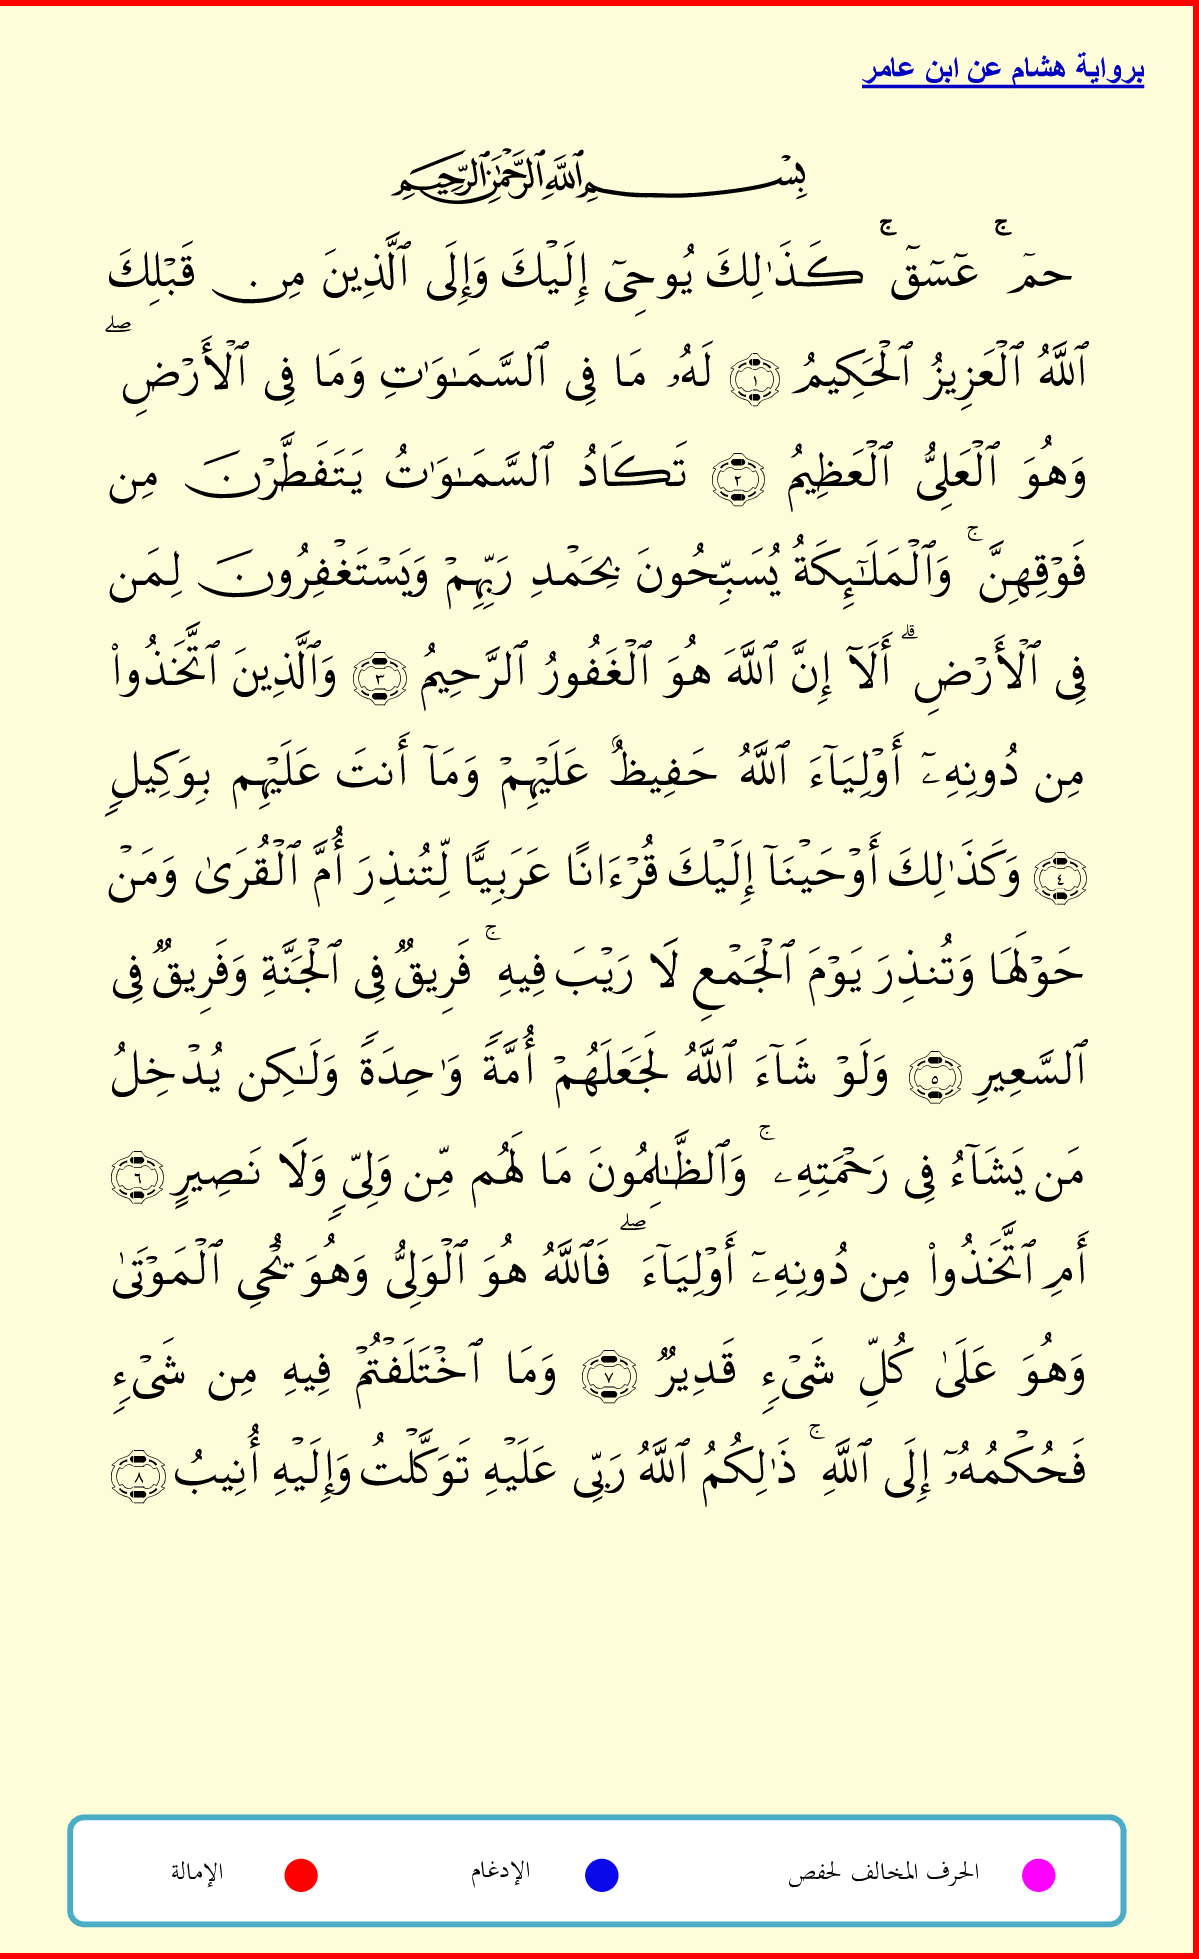 برواية هشام عن ابن عامر
بِسْمِ ٱللَّهِ ٱلرَّحْمَٰنِ ٱلرَّحِيمِ
حمٓ ۚ عٓسٓقٓ ۚ كَذَٰلِكَ يُوحِىٓ إِلَيْكَ وَإِلَى ٱلَّذِينَ مِن قَبْلِكَ
ٱللَّهُ ٱلْعَزِيزُ ٱلْحَكِيمُ ١ لَهُۥ مَا فِى ٱلسَّمَـٰوَٰتِ وَمَا فِى ٱلْأَرْضِ ۖ
وَهُوَ ٱلْعَلِىُّ ٱلْعَظِيمُ ٢ تَكَادُ ٱلسَّمَـٰوَٰتُ يَتَفَطَّرْنَ مِن
فَوْقِهِنَّ ۚ وَٱلْمَلَـٰٓئِكَةُ يُسَبِّحُونَ بِحَمْدِ رَبِّهِمْ وَيَسْتَغْفِرُونَ لِمَن
فِى ٱلْأَرْضِ ۗ أَلَآ إِنَّ ٱللَّهَ هُوَ ٱلْغَفُورُ ٱلرَّحِيمُ ٣ وَٱلَّذِينَ ٱتَّخَذُوا۟
مِن دُونِهِۦٓ أَوْلِيَآءَ ٱللَّهُ حَفِيظٌ عَلَيْهِمْ وَمَآ أَنتَ عَلَيْهِم بِوَكِيلٍ
٤ وَكَذَٰلِكَ أَوْحَيْنَآ إِلَيْكَ قُرْءَانًا عَرَبِيًّا لِّتُنذِرَ أُمَّ ٱلْقُرَىٰ وَمَنْ
حَوْلَهَا وَتُنذِرَ يَوْمَ ٱلْجَمْعِ لَا رَيْبَ فِيهِ ۚ فَرِيقٌ فِى ٱلْجَنَّةِ وَفَرِيقٌ فِى
ٱلسَّعِيرِ ٥ وَلَوْ شَآءَ ٱللَّهُ لَجَعَلَهُمْ أُمَّةً وَٰحِدَةً وَلَـٰكِن يُدْخِلُ
مَن يَشَآءُ فِى رَحْمَتِهِۦ ۚ وَٱلظَّـٰلِمُونَ مَا لَهُم مِّن وَلِىٍّ وَلَا نَصِيرٍ ٦
أَمِ ٱتَّخَذُوا۟ مِن دُونِهِۦٓ أَوْلِيَآءَ ۖ فَٱللَّهُ هُوَ ٱلْوَلِىُّ وَهُوَ يُحْىِ ٱلْمَوْتَىٰ
وَهُوَ عَلَىٰ كُلِّ شَىْءٍ قَدِيرٌ ٧ وَمَا ٱخْتَلَفْتُمْ فِيهِ مِن شَىْءٍ
فَحُكْمُهُۥٓ إِلَى ٱللَّهِ ۚ ذَٰلِكُمُ ٱللَّهُ رَبِّى عَلَيْهِ تَوَكَّلْتُ وَإِلَيْهِ أُنِيبُ ٨
الحرف المخالف لحفص الإدغام الإمالة